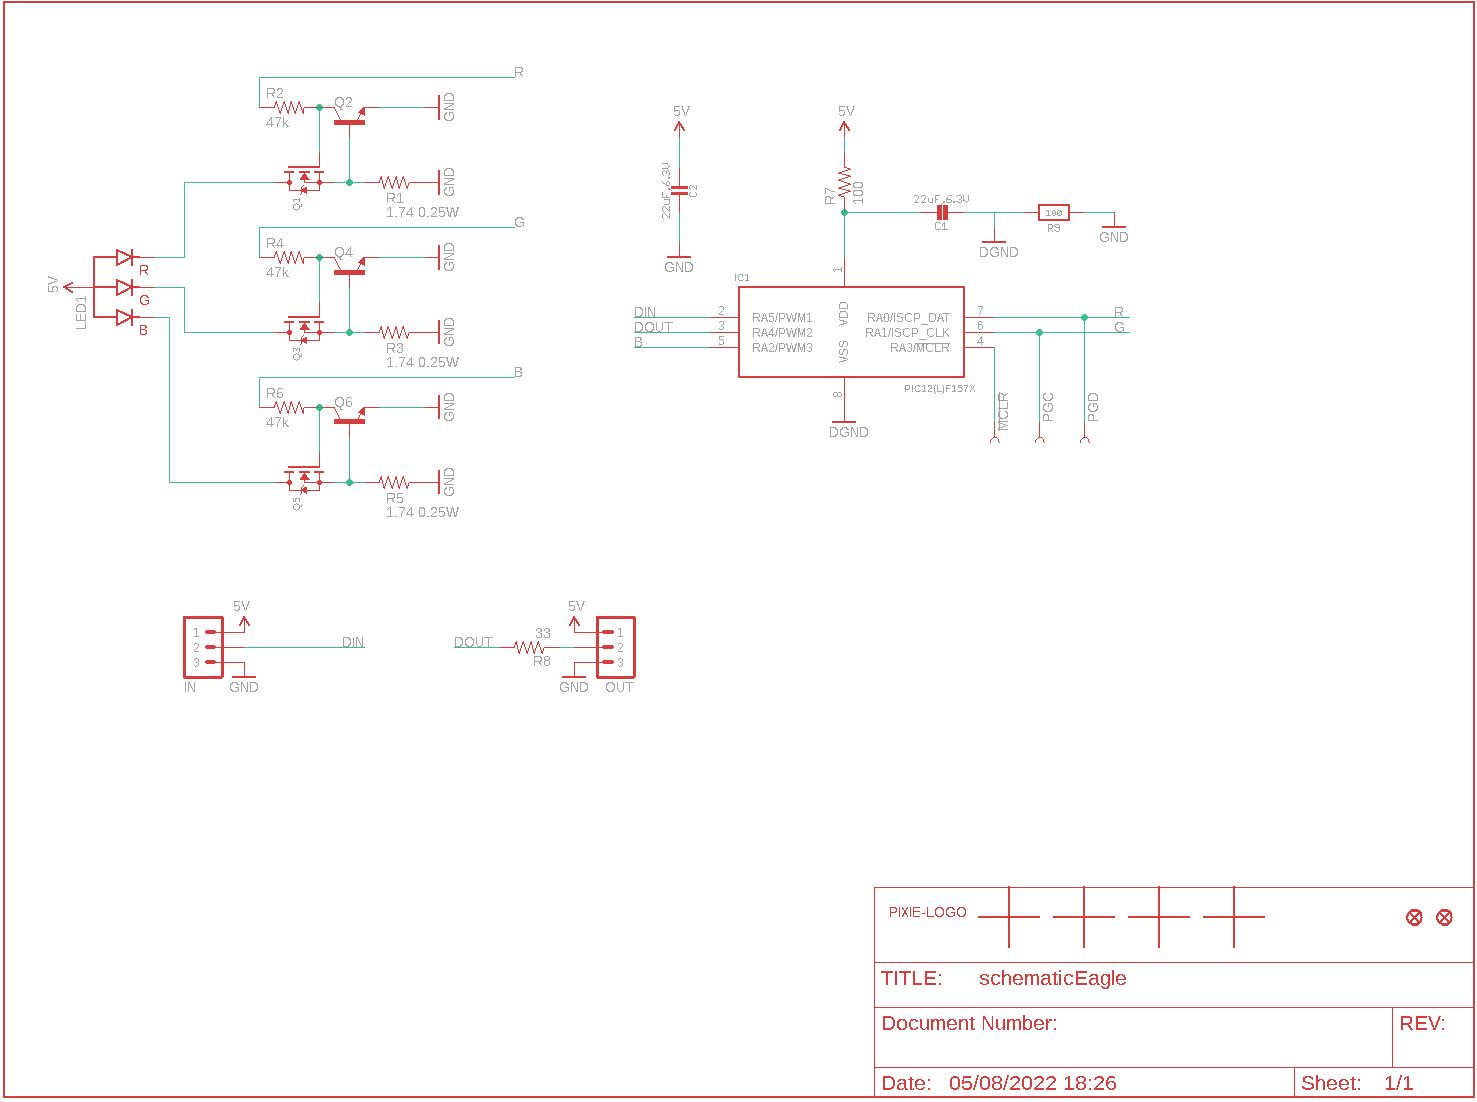 R
R2
47k
Q2
GND
Q1
R1
1.74 0.25W
GND
G
R4
47k
Q4
GND
Q3
R3
1.74 0.25W
GND
B
R6
47k
Q6
GND
Q5
R5
1.74 0.25W
GND
5V
LED1
R
G
B
5V
22uF,6.3V
C2
GND
5V
R7
100
22uF,6.3V
C1
DGND
100
R9
GND
IC1
DIN
DOUT
B
2
3
5
1
8
RA5/PWM1
RA4/PWM2
RA2/PWM3
VDD
VSS
RA0/ISCP_DAT
RA1/ISCP_CLK
RA3/MCLR
7
6
4
R
G
PIC12(L)F157X
DGND
MCLR
PGC
PGD
5V
1
2
3
IN
GND
DIN
DOUT
33
R8
5V
1
2
3
GND
OUT
PIXIE-LOGO
TITLE: schematicEagle
Document Number:
REV:
Date: 05/08/2022 18:26
Sheet: 1/1